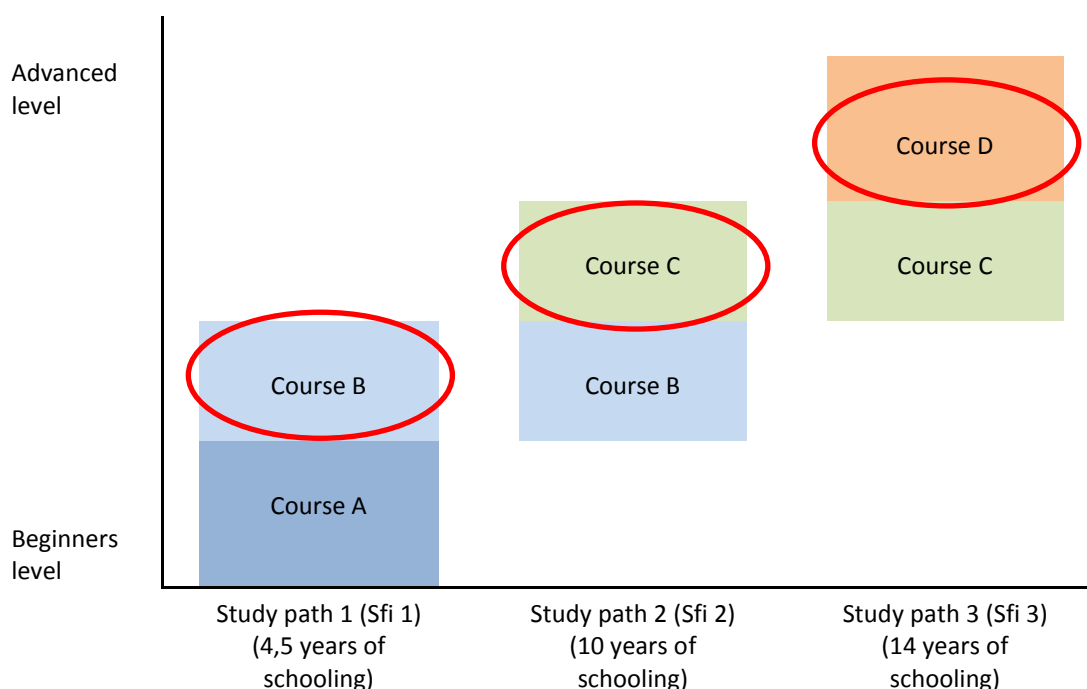 Advanced
level
Course D
Course C
Course C
Course B
Course B
Course A
Beginners
level
Study path 1 (Sfi 1)
(4,5 years of
schooling)
Study path 2 (Sfi 2)
(10 years of
schooling)
Study path 3 (Sfi 3)
(14 years of
schooling)